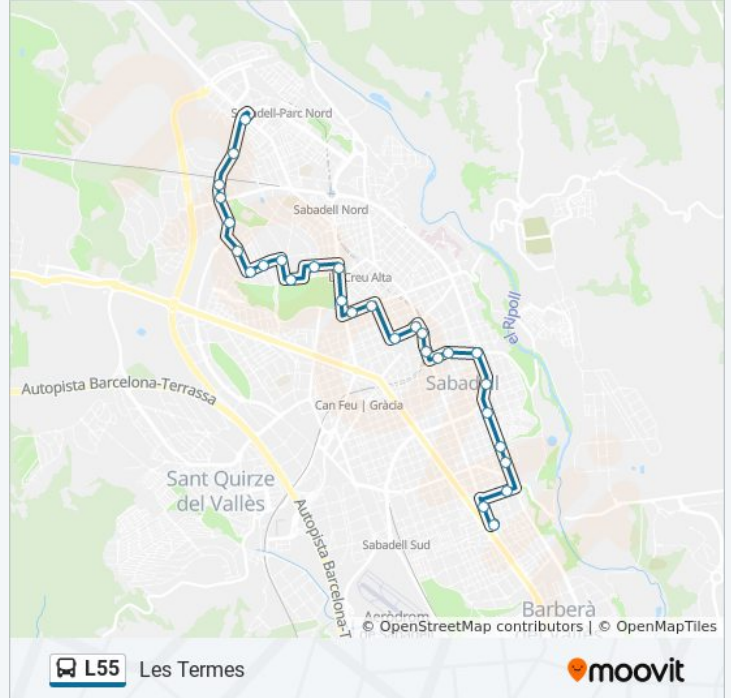 Sabadell-Parc Nord
Sabadell Nord
La Creu Alta
el Ripoll
Autopista Barcelona-Terrassa
Sabadell
Can Feu | Gràcia
Sant Quirze
del Vallès
Autopista Barcelona-T
Sabadell Sud
Barberà
Aeròdrom
© OpenStreetMap contributors | © OpenMapTiles
L55 Les Termes
moovit